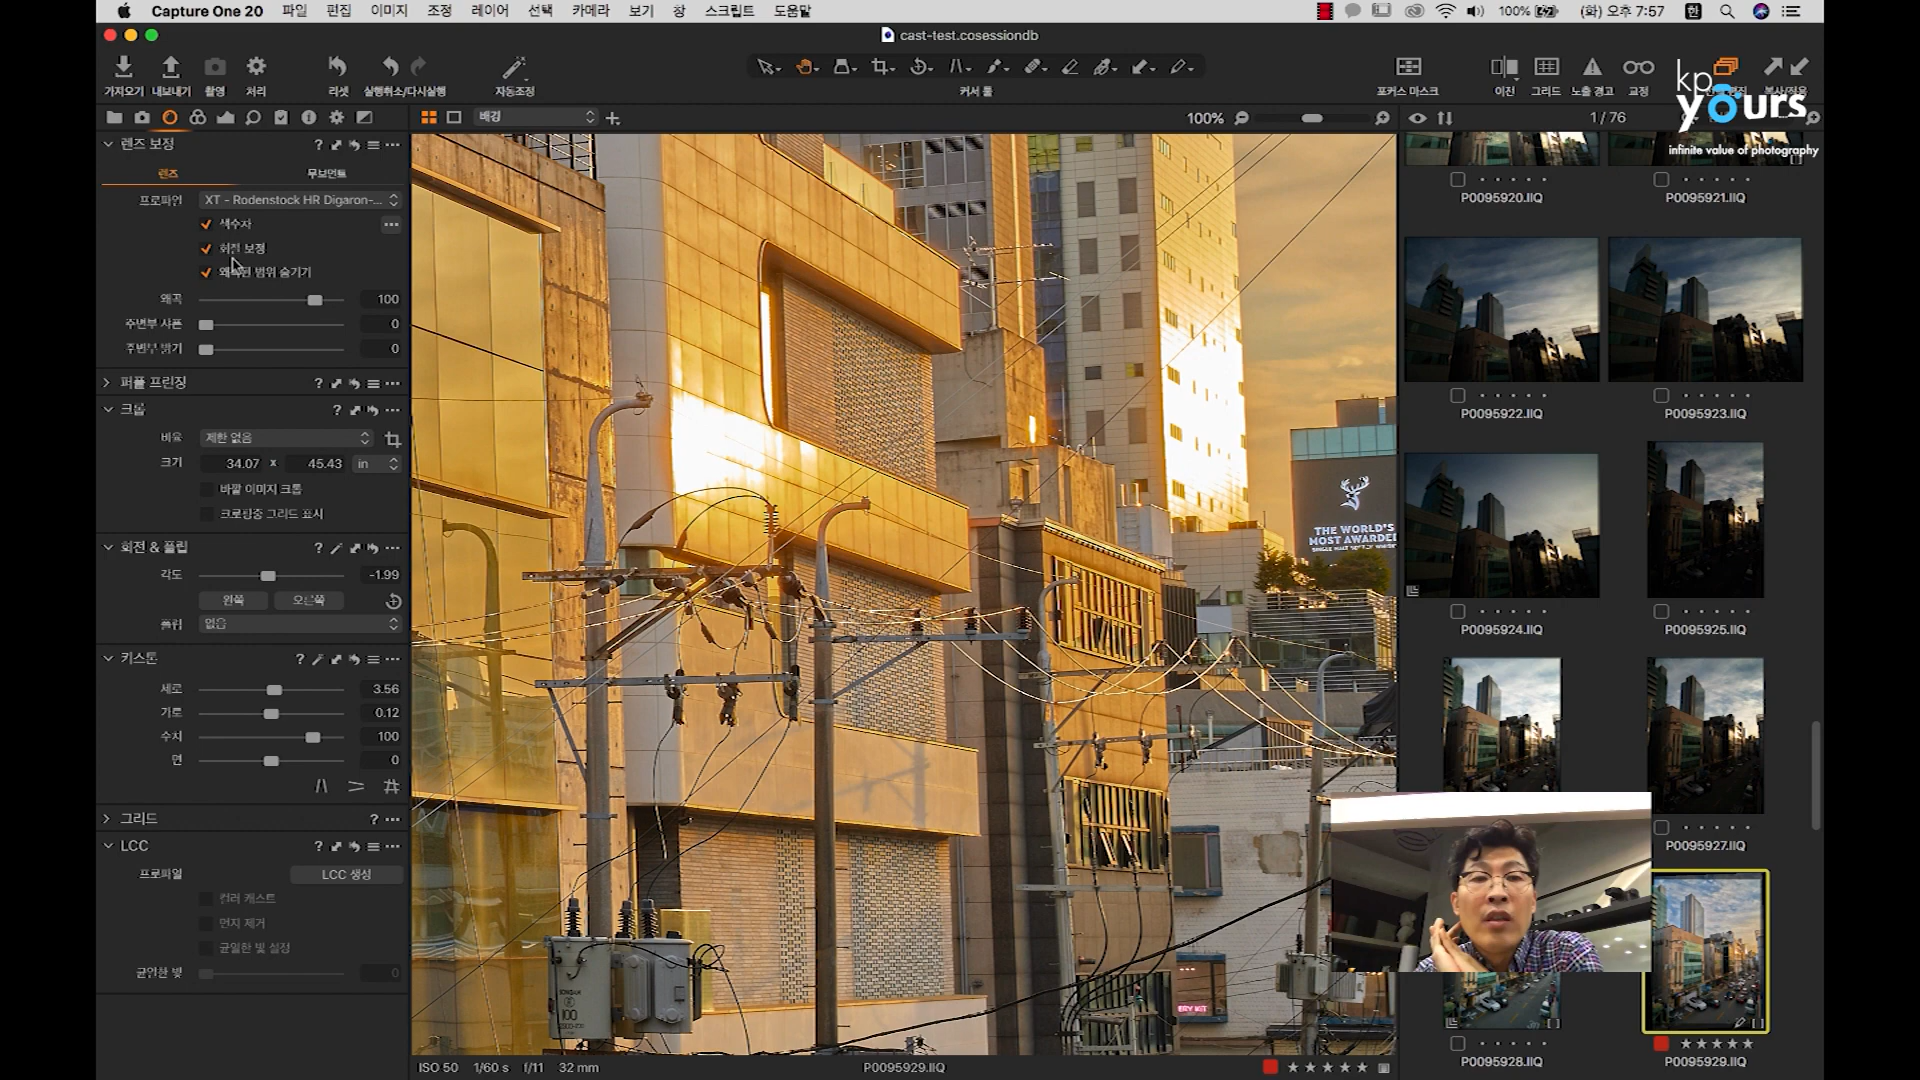 Capture One 20 파일 편집 이미지 조정 레이어 선택 카메라 보기 창 스크립트 도움말 100% (화) 오후 7:57 한
cast-test.cosessiondb
가져오기 내보내기 촬영 처리 리셋 실행취소/다시실행 자동조정 커서 툴 포커스 마스크 이전 그리드 노출 경고 교정
kp yours
infinite value of photography
배경 100% 1 / 76
렌즈 보정
렌즈 무브먼트
프로파일 XT - Rodenstock HR Digaron-...
색수차
회절 보정
범위 숨기기
왜곡 100
주변부 샤픈 0
주변부 밝기 0
퍼플 프린징
크롭
비율 제한 없음
크기 34.07 x 45.43 in
바깥 이미지 크롭
크로핑중 그리드 표시
회전 & 플립
각도 -1.99
왼쪽 오른쪽
플립 없음
키스톤
세로 3.56
가로 0.12
수치 100
면 0
그리드
LCC
프로파일 LCC 생성
컬러 캐스트
먼지 제거
균일한 빛 설정
균일한 빛 0
THE WORLD'S
MOST AWARDED
100
ISO 50 1/60 s f/11 32 mm P0095929.IIQ
P0095920.IIQ P0095921.IIQ
P0095922.IIQ P0095923.IIQ
P0095924.IIQ P0095925.IIQ
P0095927.IIQ
P0095928.IIQ P0095929.IIQ